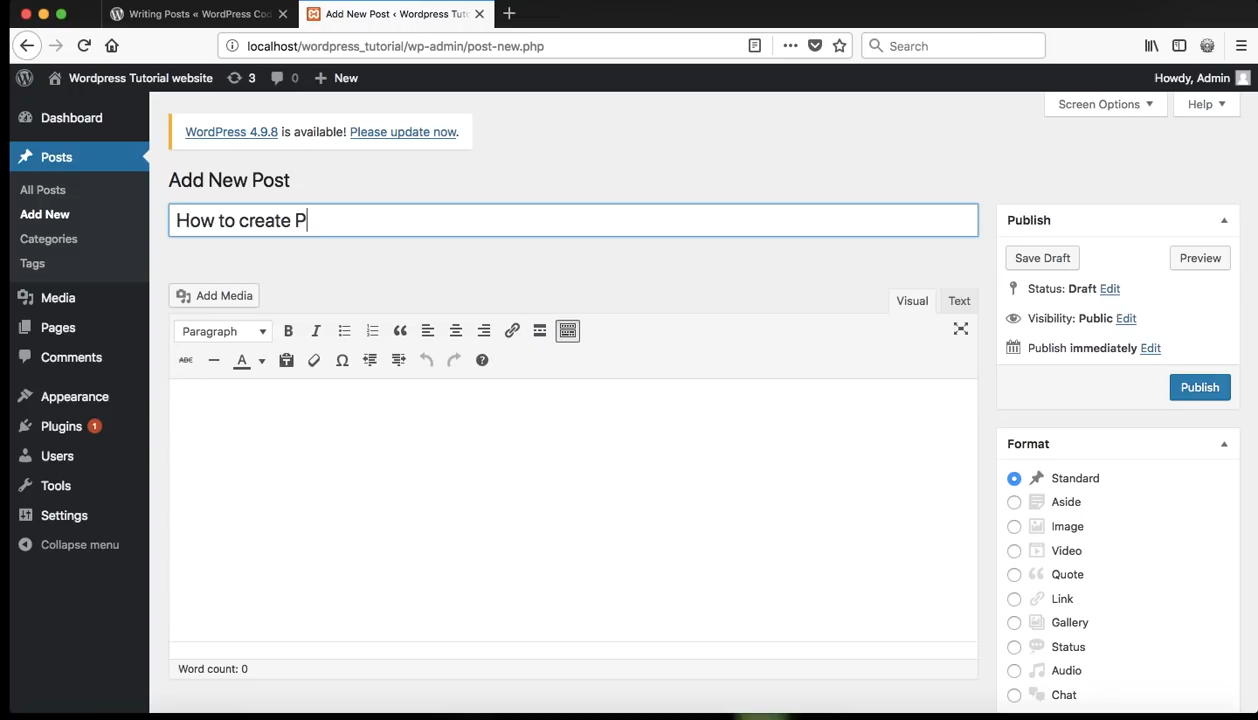 Writing Posts « WordPress Cod
Add New Post ‹ Wordpress Tuto
localhost/wordpress_tutorial/wp-admin/post-new.php
Search
Wordpress Tutorial website
3
0
New
Howdy, Admin
Dashboard
Posts
All Posts
Add New
Categories
Tags
Media
Pages
Comments
Appearance
Plugins 1
Users
Tools
Settings
Collapse menu
Screen Options
Help
WordPress 4.9.8 is available! Please update now.
Add New Post
How to create P
Add Media
Visual
Text
Paragraph
B
I
ABC
A
Ω
Word count: 0
Publish
Save Draft
Preview
Status: Draft Edit
Visibility: Public Edit
Publish immediately Edit
Publish
Format
Standard
Aside
Image
Video
Quote
Link
Gallery
Status
Audio
Chat